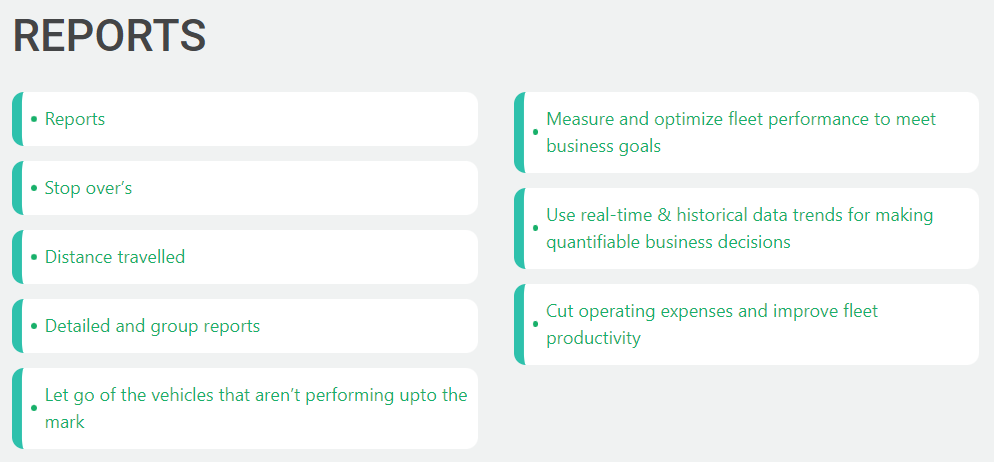 REPORTS
• Reports
• Stop over’s
• Distance travelled
• Detailed and group reports
• Let go of the vehicles that aren’t performing upto the
mark
• Measure and optimize fleet performance to meet
business goals
• Use real-time & historical data trends for making
quantifiable business decisions
• Cut operating expenses and improve fleet
productivity